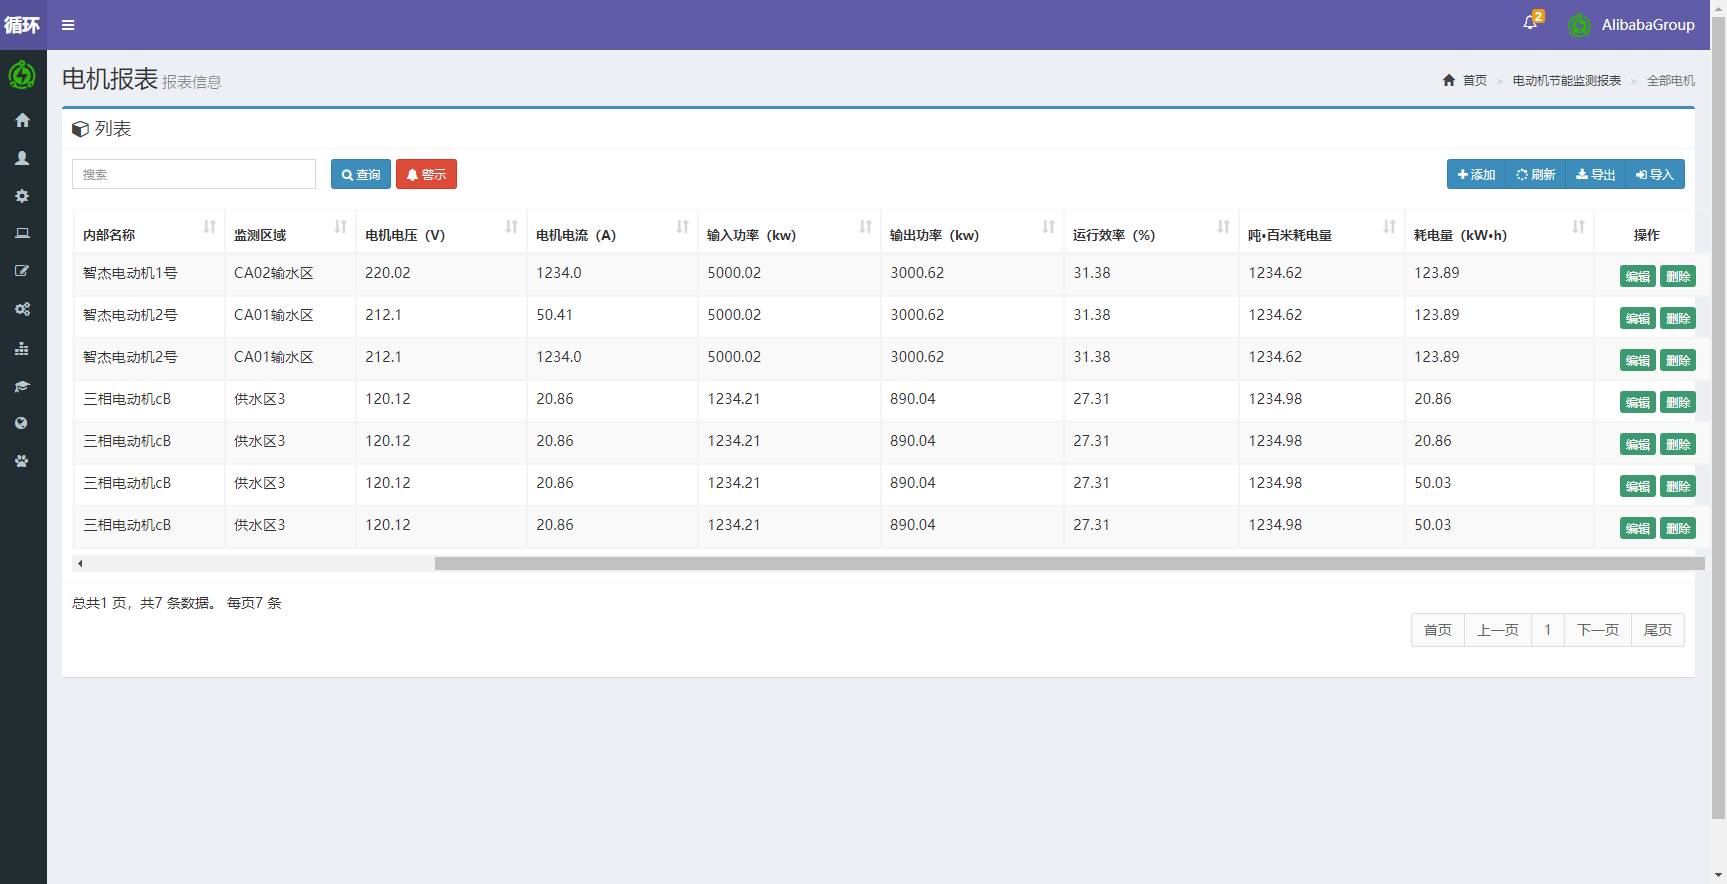 循环
2
AlibabaGroup
电机报表 报表信息
首页 > 电动机节能监测报表 > 全部电机
列表
搜索 查询 警示 添加 刷新 导出 导入
内部名称 监测区域 电机电压（V） 电机电流（A） 输入功率（kw） 输出功率（kw） 运行效率（%） 吨•百米耗电量 耗电量（kW•h） 操作
智杰电动机1号 CA02输水区 220.02 1234.0 5000.02 3000.62 31.38 1234.62 123.89 编辑 删除
智杰电动机2号 CA01输水区 212.1 50.41 5000.02 3000.62 31.38 1234.62 123.89 编辑 删除
智杰电动机2号 CA01输水区 212.1 1234.0 5000.02 3000.62 31.38 1234.62 123.89 编辑 删除
三相电动机cB 供水区3 120.12 20.86 1234.21 890.04 27.31 1234.98 20.86 编辑 删除
三相电动机cB 供水区3 120.12 20.86 1234.21 890.04 27.31 1234.98 20.86 编辑 删除
三相电动机cB 供水区3 120.12 20.86 1234.21 890.04 27.31 1234.98 50.03 编辑 删除
三相电动机cB 供水区3 120.12 20.86 1234.21 890.04 27.31 1234.98 50.03 编辑 删除
总共1 页，共7 条数据。 每页7 条
首页 上一页 1 下一页 尾页